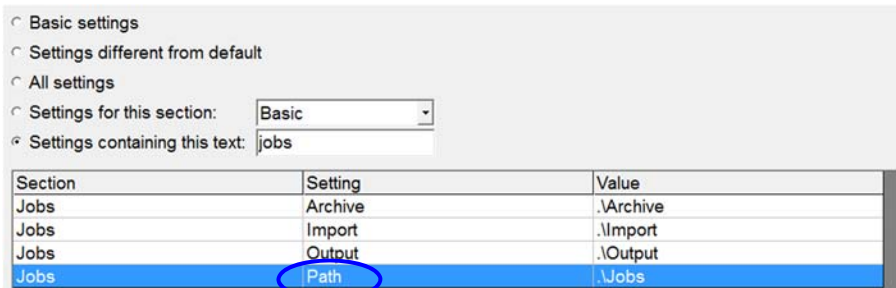 Basic settings
Settings different from default
All settings
Settings for this section: Basic
Settings containing this text: jobs
Section Setting Value
Jobs Archive .\Archive
Jobs Import .\Import
Jobs Output .\Output
Jobs Path .\Jobs